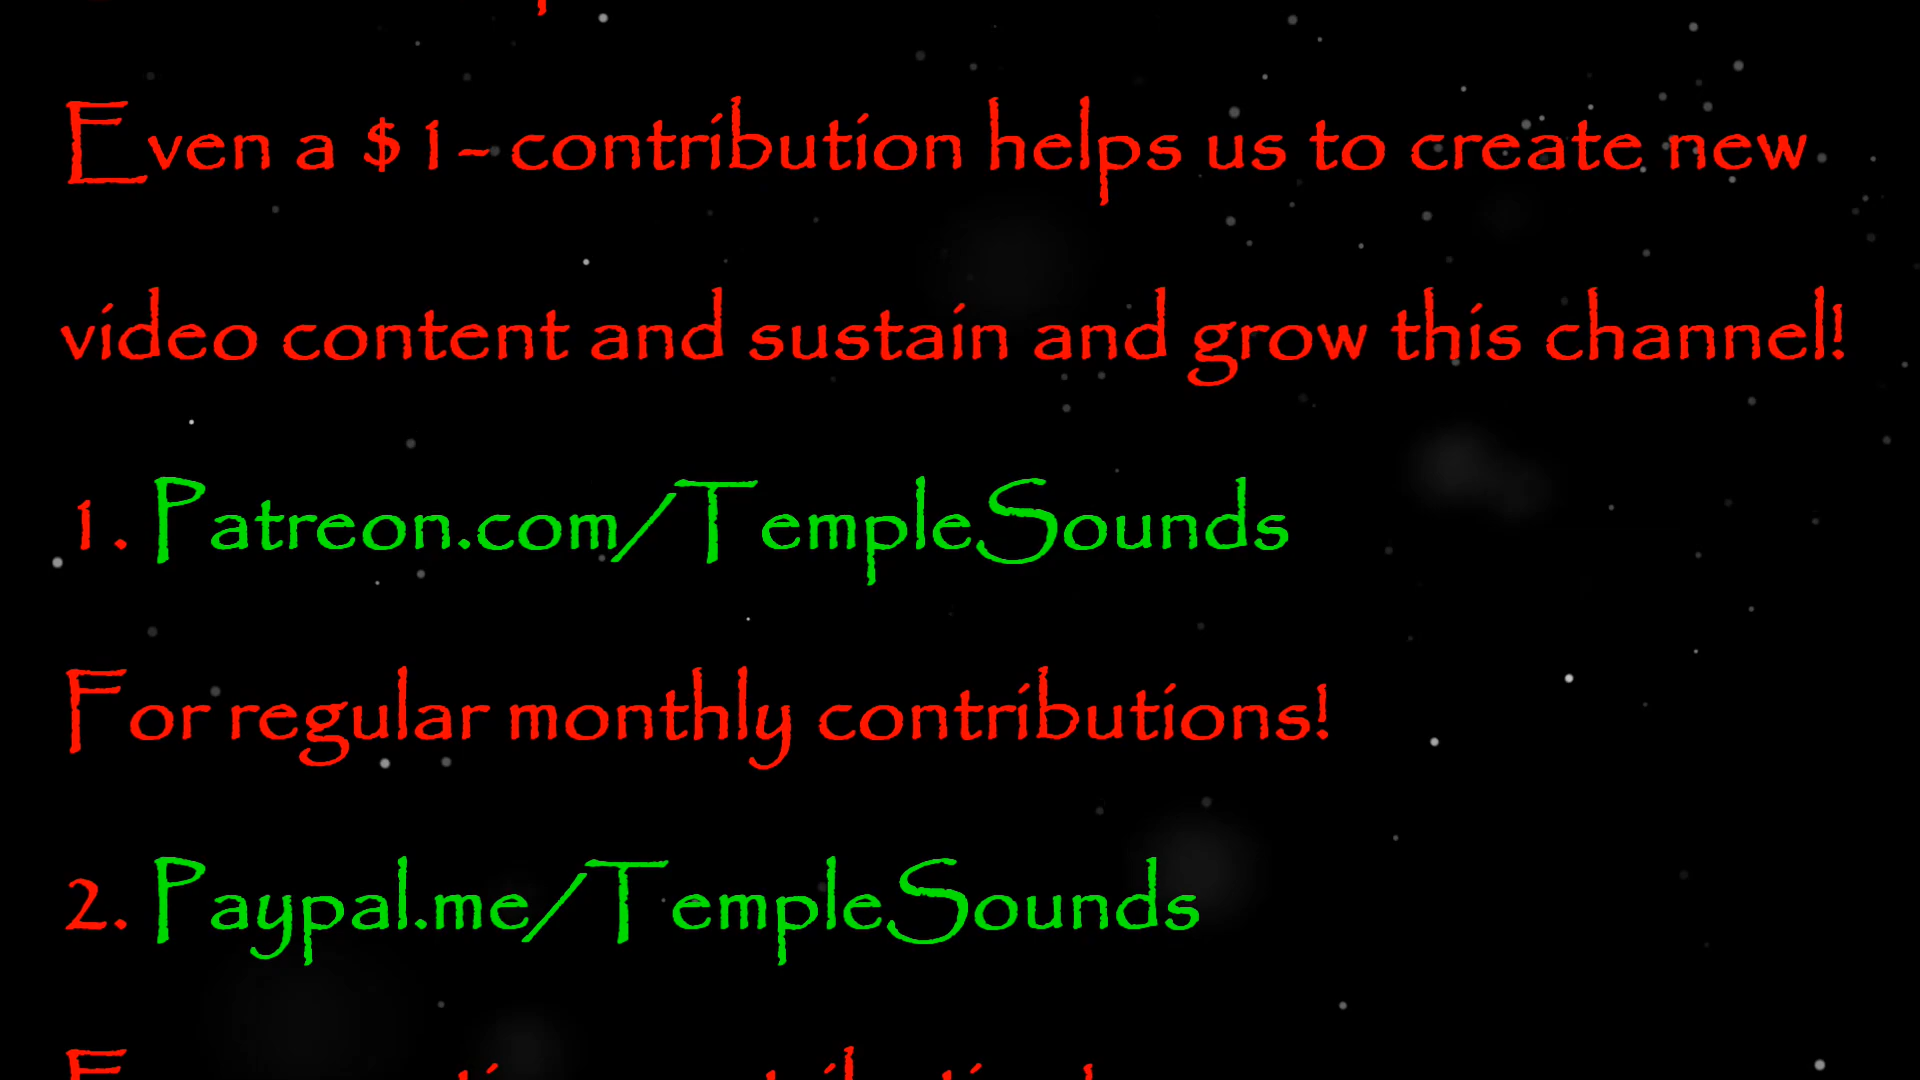 Even a $1-contribution helps us to create new
video content and sustain and grow this channel!
1. Patreon.com/TempleSounds
For regular monthly contributions!
2. Paypal.me/TempleSounds